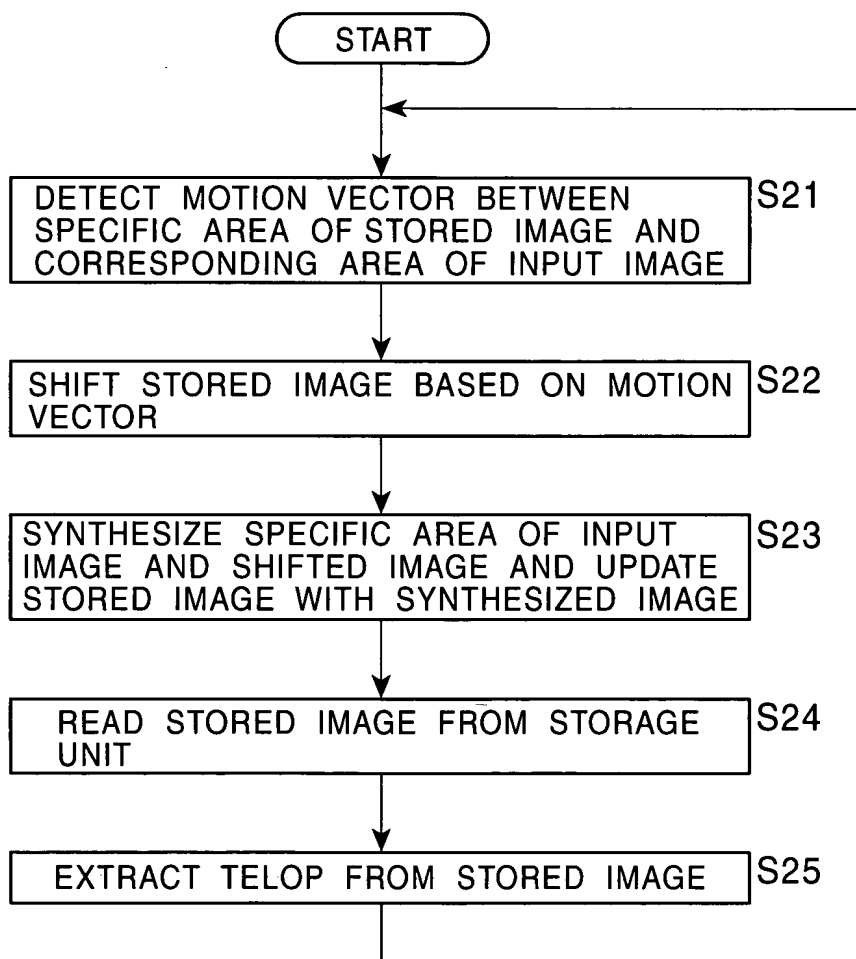 START
DETECT MOTION VECTOR BETWEEN
SPECIFIC AREA OF STORED IMAGE AND
CORRESPONDING AREA OF INPUT IMAGE
S21
SHIFT STORED IMAGE BASED ON MOTION
VECTOR
S22
SYNTHESIZE SPECIFIC AREA OF INPUT
IMAGE AND SHIFTED IMAGE AND UPDATE
STORED IMAGE WITH SYNTHESIZED IMAGE
S23
READ STORED IMAGE FROM STORAGE
UNIT
S24
EXTRACT TELOP FROM STORED IMAGE
S25